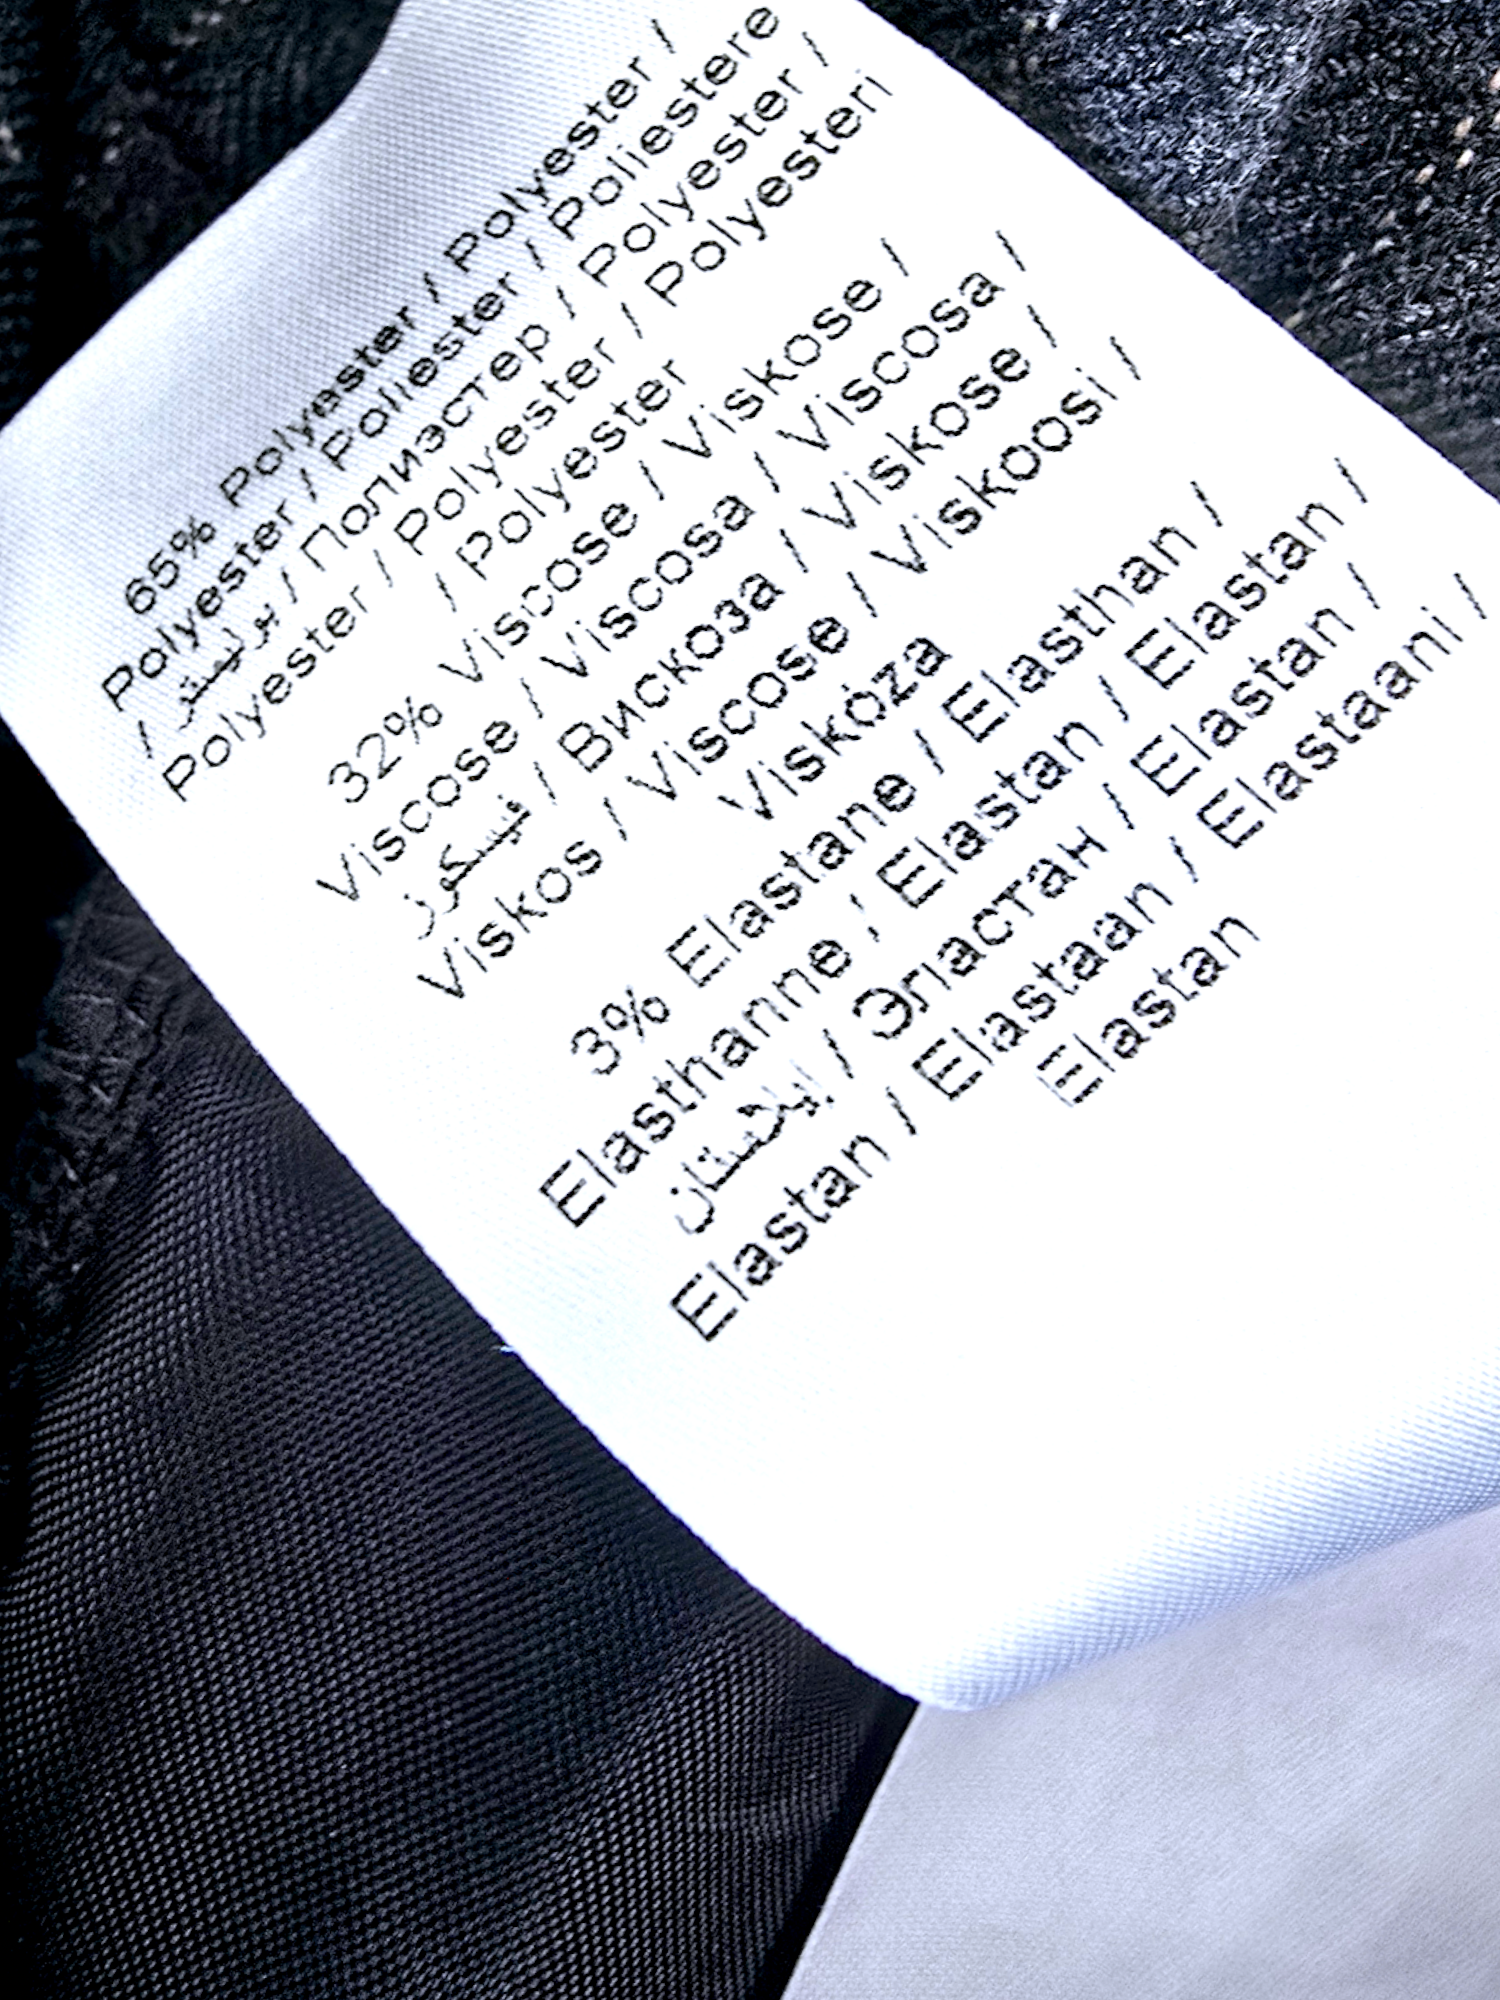 65% Polyester / Polyester /
Polyester / Poliester / Poliestere
/ بوليستر / Полиэстер / Polyester /
Polyester / Polyester / Polyesteri
/ Polyester
32% Viscose / Viskose /
Viscose / Viscosa / Viscosa /
فيسكوز / Вискоза / Viskose /
Viskos / Viscose / Viskoosi /
Viskóza
3% Elastane / Elasthan /
Elasthanne / Elastan / Elastan /
إيلاستان / Эластан / Elastan /
Elastan / Elastaan / Elastaani /
Elastan